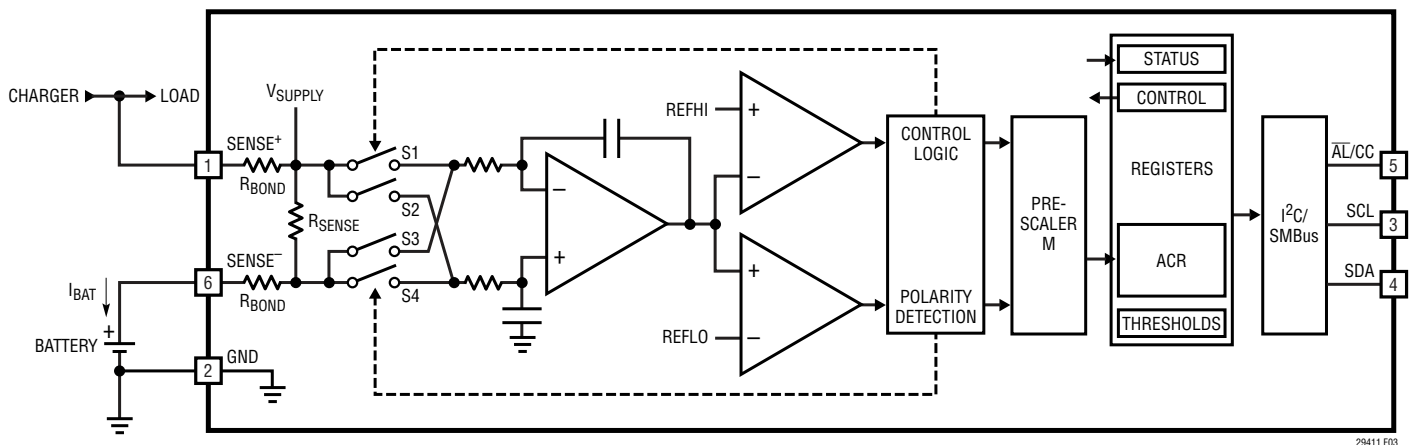 CHARGER
LOAD
VSUPPLY
SENSE+
1
RBOND
RSENSE
SENSE−
6
RBOND
IBAT
+
BATTERY
2
GND
S1
S2
S3
S4
−
+
REFHI
+
−
+
REFLO
−
CONTROL
LOGIC
POLARITY
DETECTION
PRE-
SCALER
M
STATUS
CONTROL
REGISTERS
ACR
THRESHOLDS
I2C/
SMBus
AL/CC
5
SCL
3
SDA
4
29411 F03